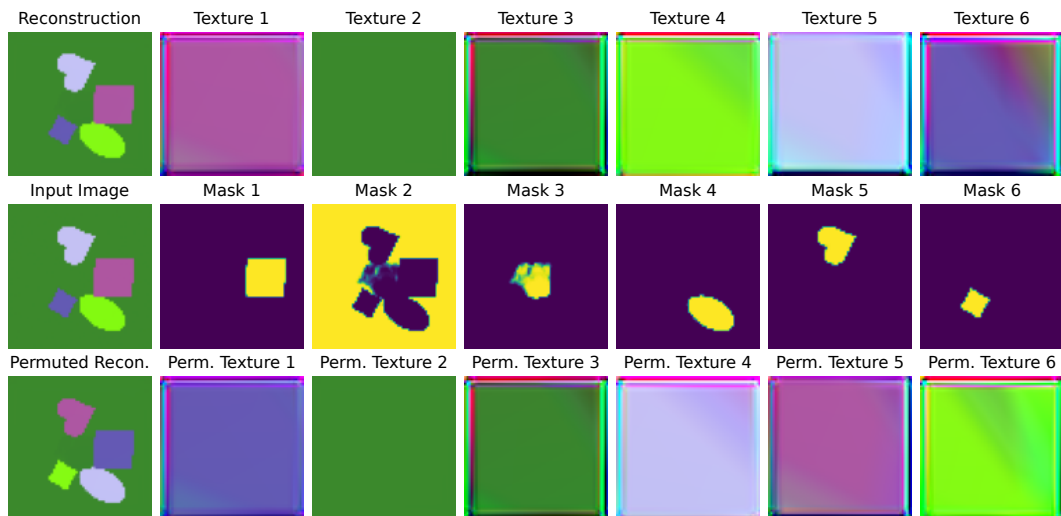 Reconstruction Texture 1 Texture 2 Texture 3 Texture 4 Texture 5 Texture 6
Input Image Mask 1 Mask 2 Mask 3 Mask 4 Mask 5 Mask 6
Permuted Recon. Perm. Texture 1 Perm. Texture 2 Perm. Texture 3 Perm. Texture 4 Perm. Texture 5 Perm. Texture 6